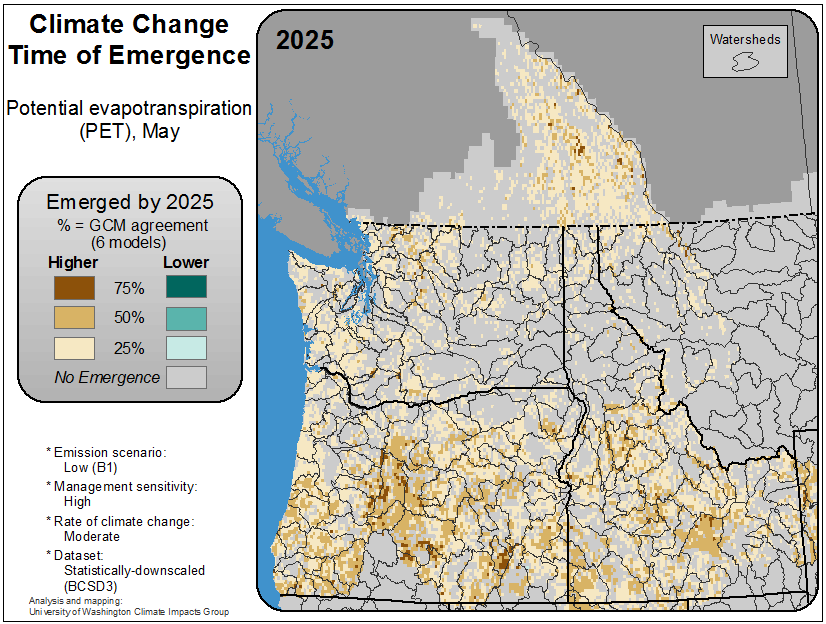 Climate Change
Time of Emergence
Potential evapotranspiration
(PET), May
Emerged by 2025
% = GCM agreement
(6 models)
Higher Lower
75%
50%
25%
No Emergence
* Emission scenario:
Low (B1)
* Management sensitivity:
High
* Rate of climate change:
Moderate
* Dataset:
Statistically-downscaled
(BCSD3)
Analysis and mapping:
University of Washington Climate Impacts Group
2025
Watersheds